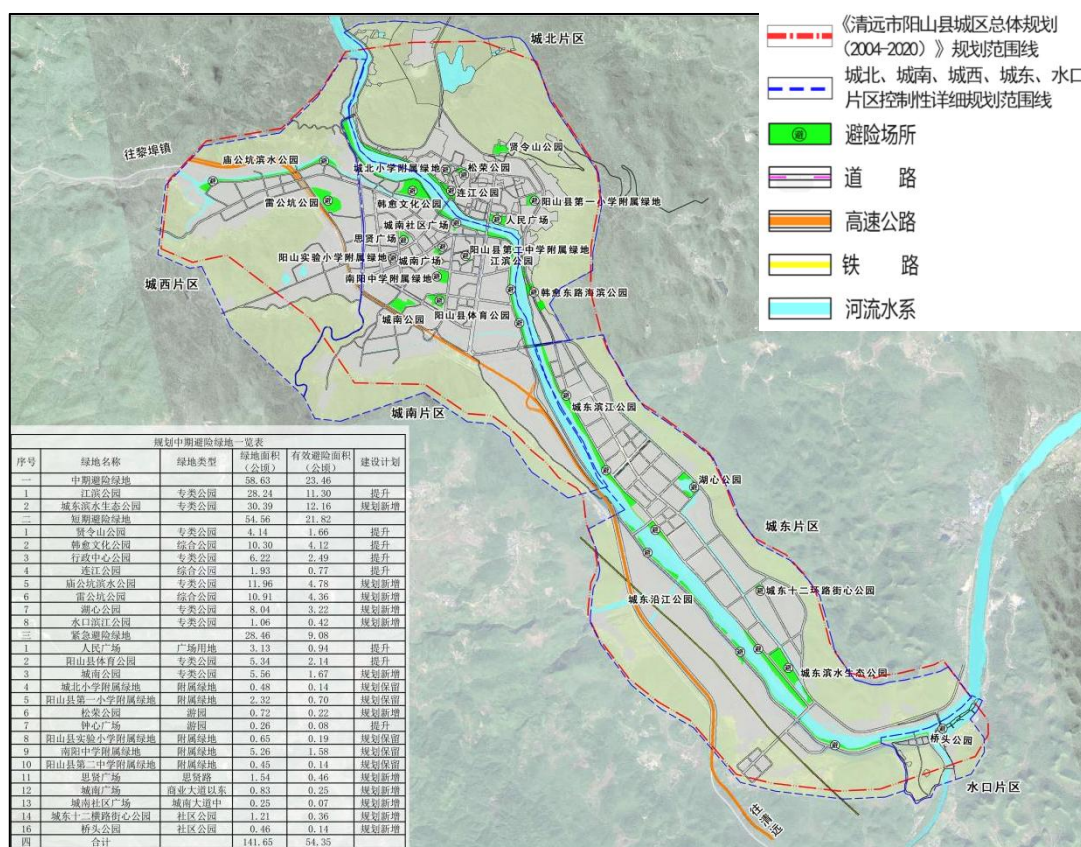 城北片区
往黎埠镇
庙公坑滨水公园
贤令山公园
城北小学附属绿地
松荣公园
连江公园
雷公坑公园
韩愈文化公园
阳山县第一小学附属绿地
城南社区广场
人民广场
思贤广场
阳山县第二中学附属绿地
阳山实验小学附属绿地
城南广场
江滨公园
南阳中学附属绿地
韩愈东路海滨公园
城西片区
城南公园
阳山县体育公园
城南片区
城东滨江公园
湖心公园
城东片区
城东沿江公园
城东十二环路街心公园
城东滨水生态公园
桥头公园
水口片区
往清远
《清远市阳山县城区总体规划
(2004-2020)》规划范围线
城北、城南、城西、城东、水口
片区控制性详细规划范围线
避 避险场所
道 路
高速公路
铁 路
河流水系
规划中期避险绿地一览表
序号 绿地名称 绿地类型 绿地面积(公顷) 有效避险面积(公顷) 建设计划
一 中期避险绿地 58.63 23.46
1 江滨公园 专类公园 28.24 11.30 提升
2 城东滨水生态公园 专类公园 30.39 12.16 规划新增
二 短期避险绿地 54.56 21.82
1 贤令山公园 专类公园 4.14 1.66 提升
2 韩愈文化公园 综合公园 10.30 4.12 提升
3 行政中心公园 专类公园 6.22 2.49 提升
4 连江公园 综合公园 1.93 0.77 提升
5 庙公坑滨水公园 专类公园 11.96 4.78 规划新增
6 雷公坑公园 综合公园 10.91 4.36 规划新增
7 湖心公园 专类公园 8.04 3.22 规划新增
8 水口滨江公园 专类公园 1.06 0.42 规划新增
三 紧急避险绿地 28.46 9.08
1 人民广场 广场用地 3.13 0.94 提升
2 阳山县体育公园 专类公园 5.34 2.14 提升
3 城南公园 专类公园 5.56 1.67 规划新增
4 城北小学附属绿地 附属绿地 0.48 0.14 规划保留
5 阳山县第一小学附属绿地 附属绿地 2.32 0.70 规划保留
6 松荣公园 游园 0.72 0.22 规划新增
7 钟心广场 游园 0.26 0.08 提升
8 阳山县实验小学附属绿地 附属绿地 0.65 0.19 规划保留
9 南阳中学附属绿地 附属绿地 5.26 1.58 规划保留
10 阳山县第二中学附属绿地 附属绿地 0.45 0.14 规划保留
11 思贤广场 思贤路 1.54 0.46 规划新增
12 城南广场 商业大道以东 0.83 0.25 规划新增
13 城南社区广场 城南大道中 0.25 0.07 规划新增
14 城东十二横路街心公园 社区公园 1.21 0.36 规划新增
16 桥头公园 社区公园 0.46 0.14 规划新增
四 合计 141.65 54.35